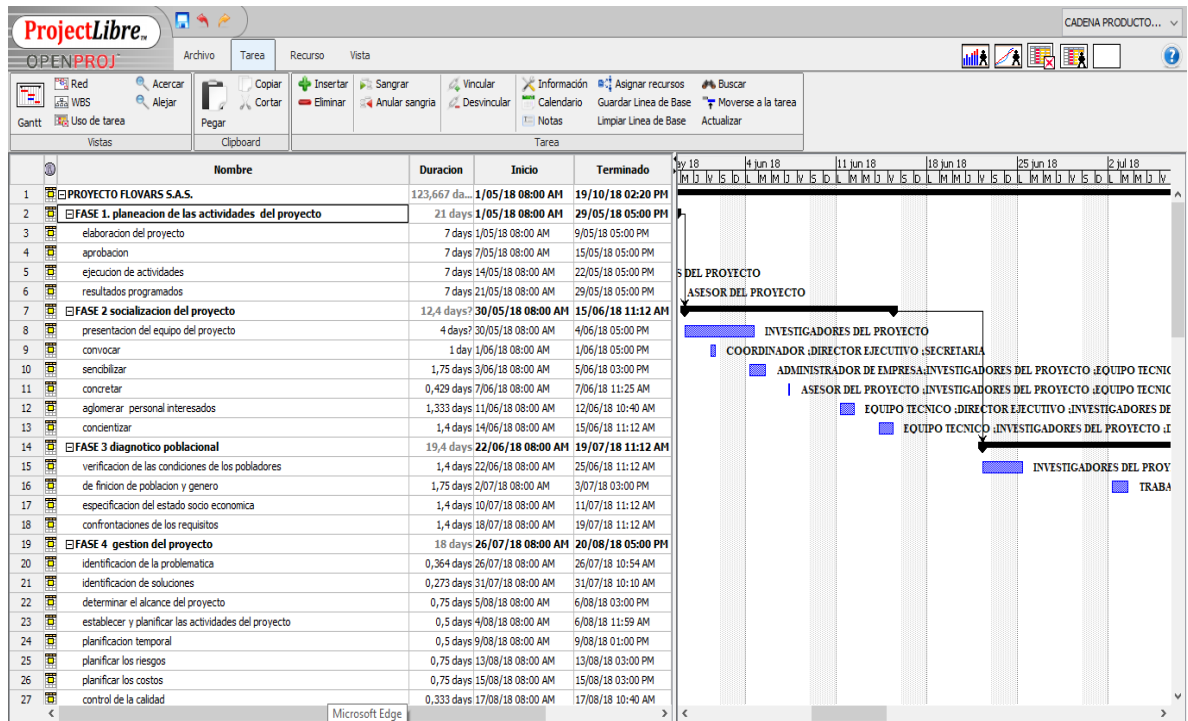 ProjectLibre™
OPENPROJ
CADENA PRODUCTO...
Archivo Tarea Recurso Vista
Red Acercar Copiar Insertar Sangrar Vincular Información Asignar recursos Buscar
WBS Alejar Cortar Eliminar Anular sangria Desvincular Calendario Guardar Linea de Base Moverse a la tarea
Gantt Uso de tarea Pegar Notas Limpiar Linea de Base Actualizar
Vistas Clipboard Tarea
Nombre Duracion Inicio Terminado
ay 18 4 jun 18 11 jun 18 18 jun 18 25 jun 18 2 jul 18
M J V S D L M M J V S D L M M J V S D L M M J V S D L M M J V S D L M M J V
1 PROYECTO FLOVARS S.A.S. 123,667 da... 1/05/18 08:00 AM 19/10/18 02:20 PM
2 FASE 1. planeacion de las actividades del proyecto 21 days 1/05/18 08:00 AM 29/05/18 05:00 PM
3 elaboracion del proyecto 7 days 1/05/18 08:00 AM 9/05/18 05:00 PM
4 aprobacion 7 days 7/05/18 08:00 AM 15/05/18 05:00 PM
5 ejecucion de actividades 7 days 14/05/18 08:00 AM 22/05/18 05:00 PM S DEL PROYECTO
6 resultados programados 7 days 21/05/18 08:00 AM 29/05/18 05:00 PM ASESOR DEL PROYECTO
7 FASE 2 socializacion del proyecto 12,4 days? 30/05/18 08:00 AM 15/06/18 11:12 AM
8 presentacion del equipo del proyecto 4 days? 30/05/18 08:00 AM 4/06/18 05:00 PM INVESTIGADORES DEL PROYECTO
9 convocar 1 day 1/06/18 08:00 AM 1/06/18 05:00 PM COORDINADOR ;DIRECTOR EJECUTIVO ;SECRETARIA
10 sencibilizar 1,75 days 3/06/18 08:00 AM 5/06/18 03:00 PM ADMINISTRADOR DE EMPRESA;INVESTIGADORES DEL PROYECTO ;EQUIPO TECNIC
11 concretar 0,429 days 7/06/18 08:00 AM 7/06/18 11:25 AM ASESOR DEL PROYECTO ;INVESTIGADORES DEL PROYECTO ;EQUIPO TECNIC
12 aglomerar personal interesados 1,333 days 11/06/18 08:00 AM 12/06/18 10:40 AM EQUIPO TECNICO ;DIRECTOR EJECUTIVO ;INVESTIGADORES DE
13 concientizar 1,4 days 14/06/18 08:00 AM 15/06/18 11:12 AM EQUIPO TECNICO ;INVESTIGADORES DEL PROYECTO ;D
14 FASE 3 diagnotico poblacional 19,4 days 22/06/18 08:00 AM 19/07/18 11:12 AM
15 verificacion de las condiciones de los pobladores 1,4 days 22/06/18 08:00 AM 25/06/18 11:12 AM INVESTIGADORES DEL PROY
16 de finicion de poblacion y genero 1,75 days 2/07/18 08:00 AM 3/07/18 03:00 PM TRABA
17 especificacion del estado socio economica 1,4 days 10/07/18 08:00 AM 11/07/18 11:12 AM
18 confrontaciones de los requisitos 1,4 days 18/07/18 08:00 AM 19/07/18 11:12 AM
19 FASE 4 gestion del proyecto 18 days 26/07/18 08:00 AM 20/08/18 05:00 PM
20 identificacion de la problematica 0,364 days 26/07/18 08:00 AM 26/07/18 10:54 AM
21 identificacion de soluciones 0,273 days 31/07/18 08:00 AM 31/07/18 10:10 AM
22 determinar el alcance del proyecto 0,75 days 5/08/18 08:00 AM 6/08/18 03:00 PM
23 establecer y planificar las actividades del proyecto 0,5 days 4/08/18 08:00 AM 6/08/18 11:59 AM
24 planificacion temporal 0,5 days 9/08/18 08:00 AM 9/08/18 01:00 PM
25 planificar los riesgos 0,75 days 13/08/18 08:00 AM 13/08/18 03:00 PM
26 planificar los costos 0,75 days 15/08/18 08:00 AM 15/08/18 03:00 PM
27 control de la calidad 0,333 days 17/08/18 08:00 AM 17/08/18 10:40 AM
Microsoft Edge